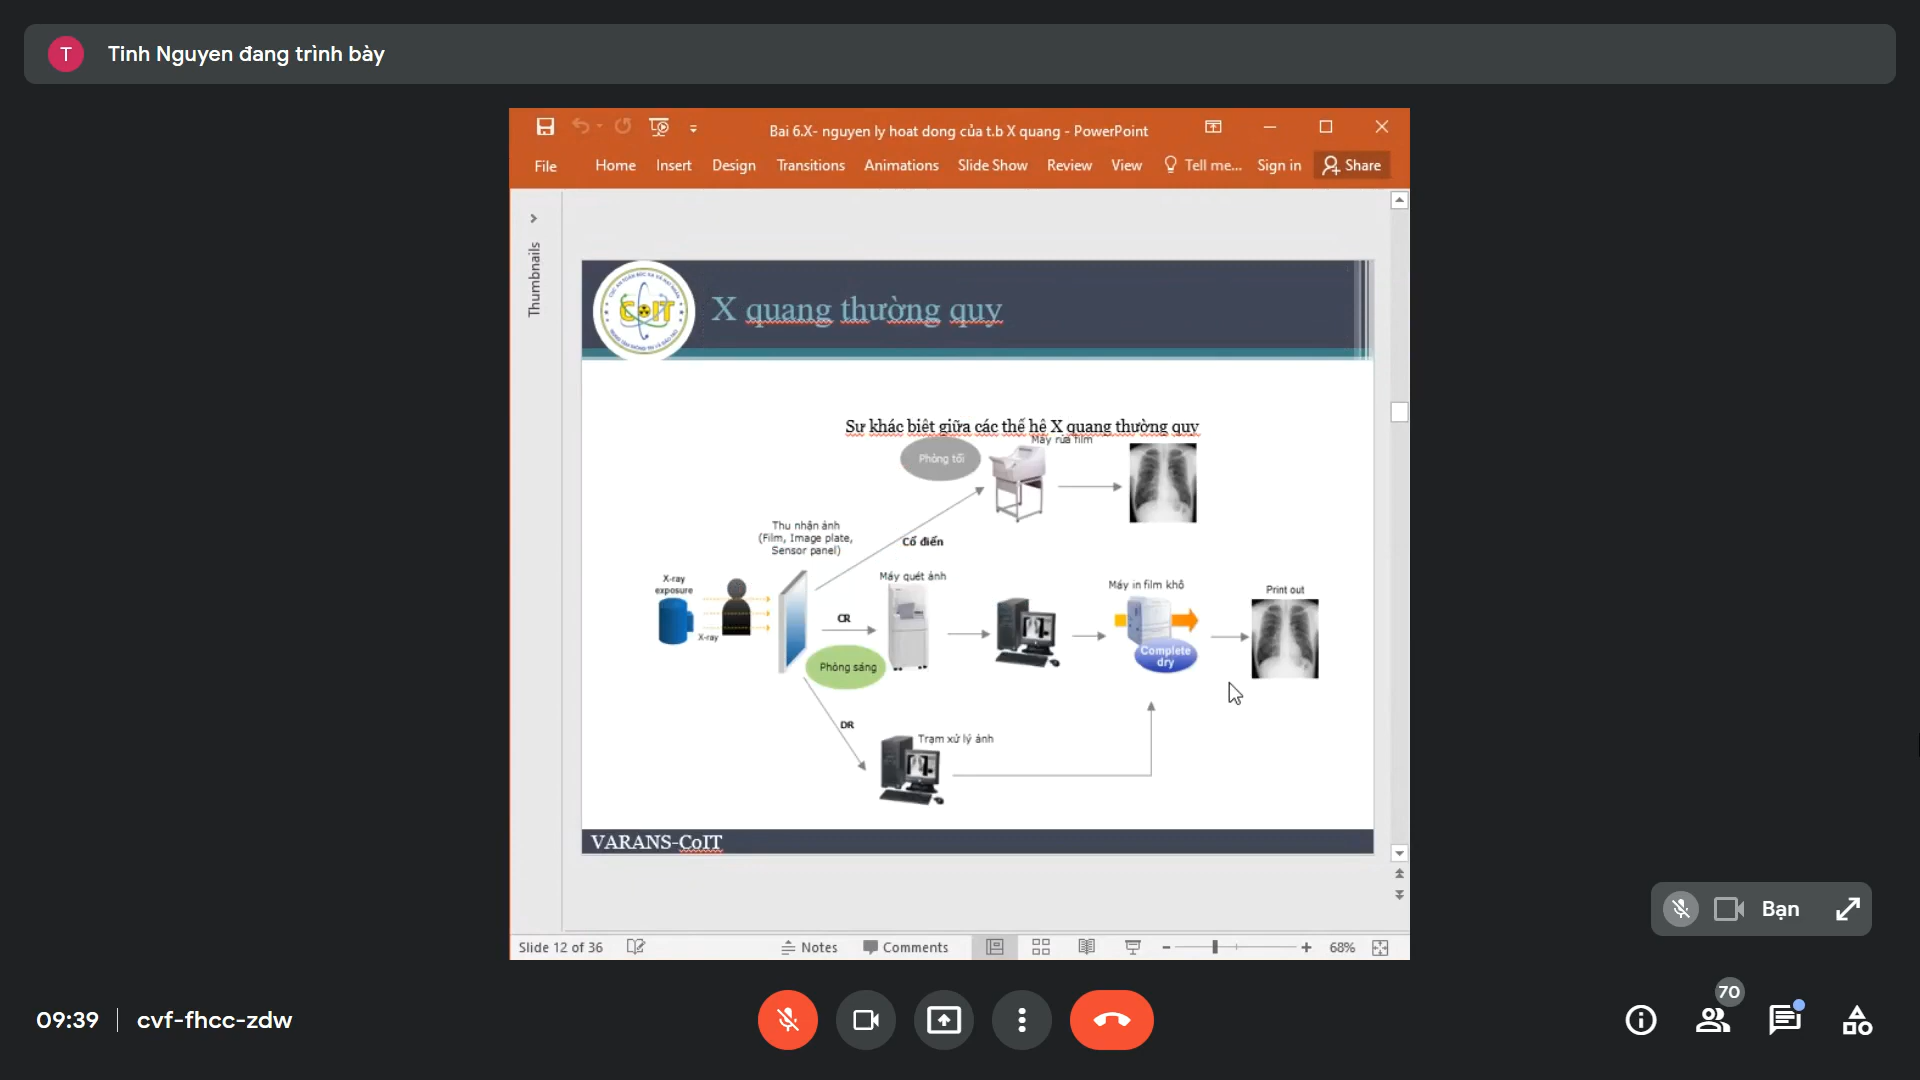 T Tinh Nguyen đang trình bày
Bai 6.X- nguyen ly hoat dong của t.b X quang - PowerPoint
File Home Insert Design Transitions Animations Slide Show Review View Tell me... Sign in Share
Thumbnails
CoIT
X quang thường quy
Sự khác biệt giữa các thế hệ X quang thường quy
Máy rửa film
Phòng tối
Thu nhận ảnh
(Film, Image plate,
Sensor panel)
Cổ điển
X-ray
exposure
X-ray
Máy quét ảnh
CR
Phòng sáng
Máy in film khô
Complete
dry
Print out
DR
Trạm xử lý ảnh
VARANS-CoIT
Slide 12 of 36 Notes Comments 68%
Bạn
09:39 cvf-fhcc-zdw
70